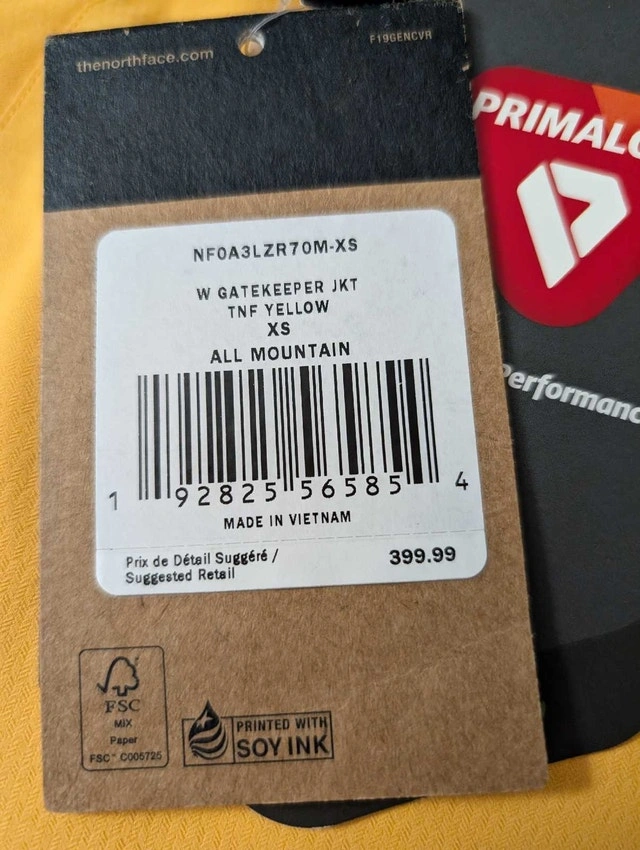 thenorthface.com
F19GENCVR
NF0A3LZR70M-XS
W GATEKEEPER JKT
TNF YELLOW
XS
ALL MOUNTAIN
1 92825 56585 4
MADE IN VIETNAM
Prix de Détail Suggéré /
Suggested Retail
399.99
FSC
MIX
Paper
FSC™ C005725
PRINTED WITH
SOY INK
PRIMALO
Performanc